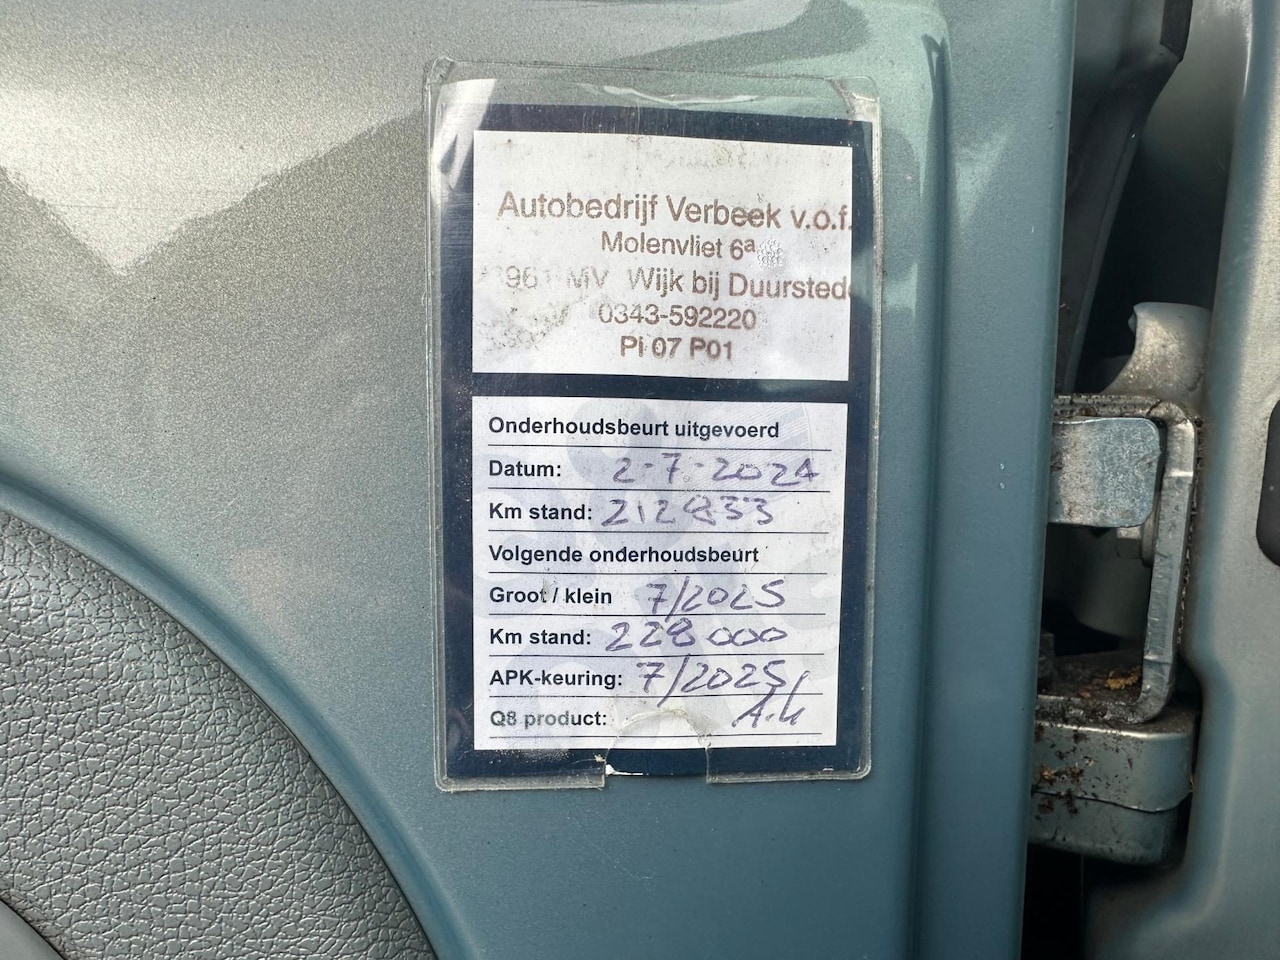 Autobedrijf Verbeek v.o.f.
Molenvliet 6a
961 MV Wijk bij Duurstede
0343-592220
PI 07 P01
Onderhoudsbeurt uitgevoerd
Datum: 2-7-2024
Km stand: 212833
Volgende onderhoudsbeurt
Groot / klein 7/2025
Km stand: 228000
APK-keuring: 7/2025
Q8 product: